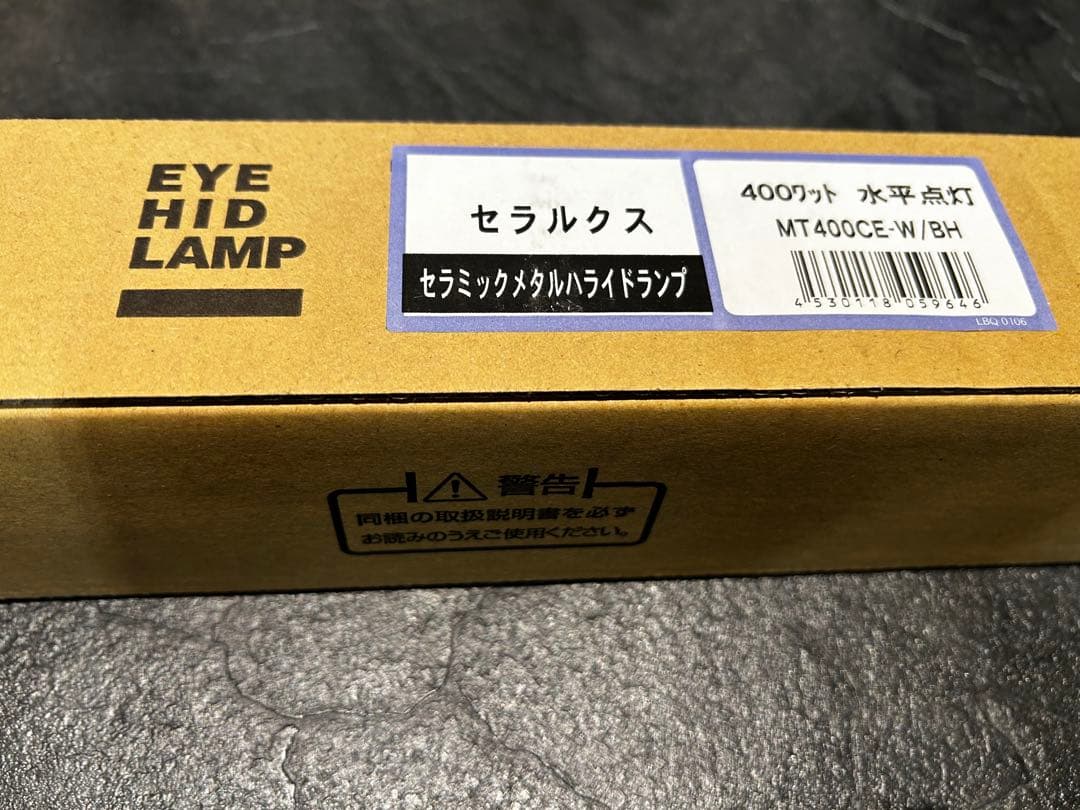 EYE
HID
LAMP
セラルクス
セラミックメタルハライドランプ
400ワット 水平点灯
MT400CE-W/BH
4 530118 059646
LBQ 0106
警告
同梱の取扱説明書を必ず
お読みのうえご使用ください。